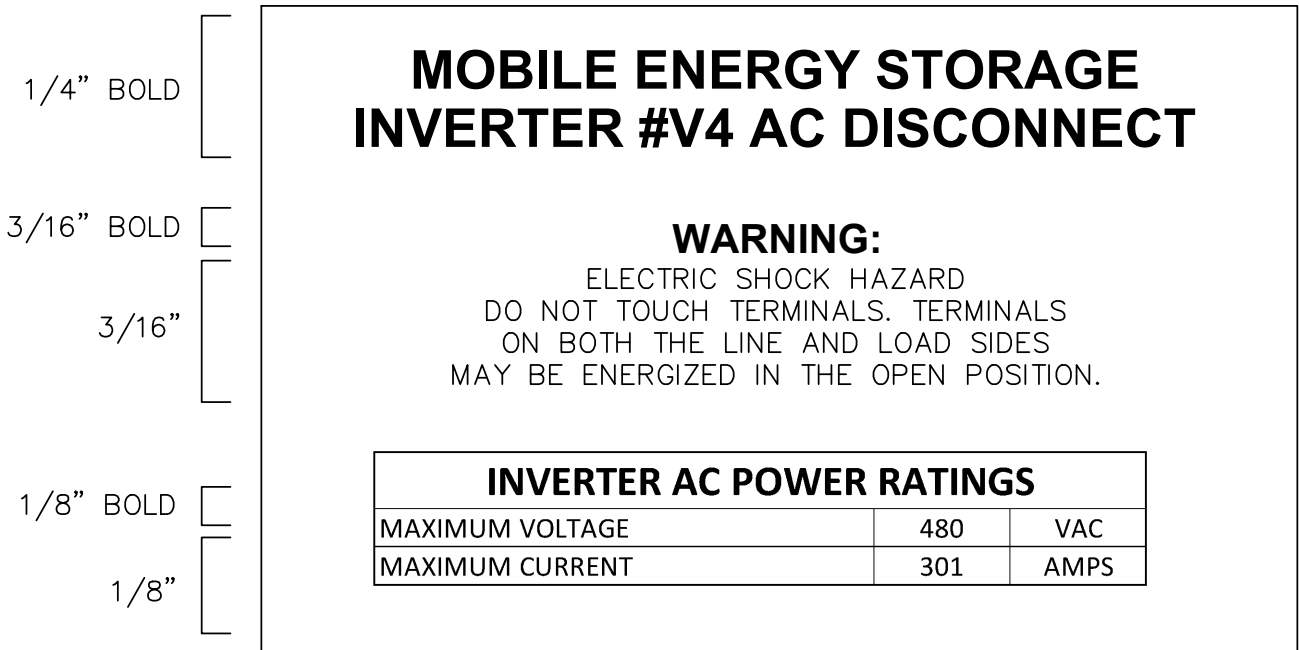 1/4” BOLD
MOBILE ENERGY STORAGE
INVERTER #V4 AC DISCONNECT
3/16” BOLD
WARNING:
3/16”
ELECTRIC SHOCK HAZARD
DO NOT TOUCH TERMINALS. TERMINALS
ON BOTH THE LINE AND LOAD SIDES
MAY BE ENERGIZED IN THE OPEN POSITION.
1/8” BOLD
INVERTER AC POWER RATINGS
1/8”
MAXIMUM VOLTAGE 480 VAC
MAXIMUM CURRENT 301 AMPS